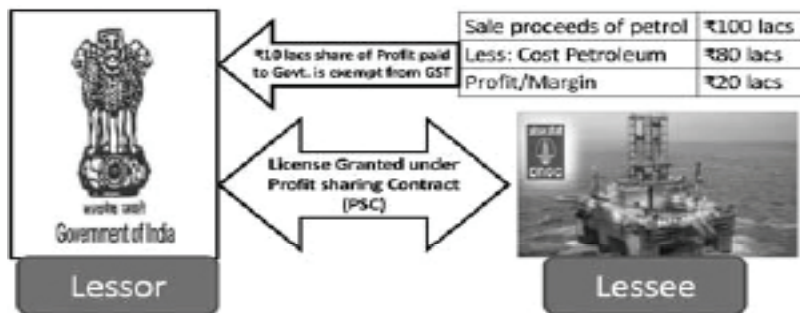 Sale proceeds of petrol ₹100 lacs
Less: Cost Petroleum ₹80 lacs
Profit/Margin ₹20 lacs
₹10 lacs share of Profit paid
to Govt. is exempt from GST
License Granted under
Profit sharing Contract
(PSC)
सत्यमेव जयते
Government of India
ONGC
Lessor
Lessee